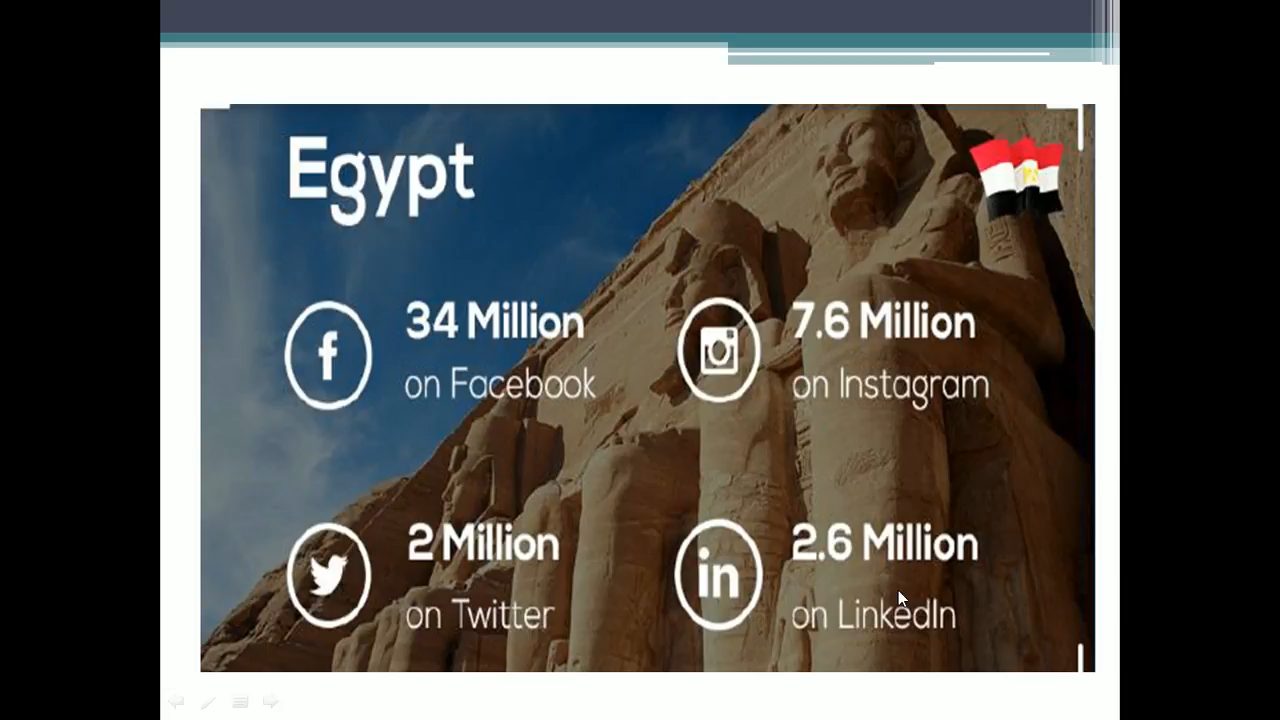 Egypt
34 Million
on Facebook
7.6 Million
on Instagram
2 Million
on Twitter
2.6 Million
on LinkedIn